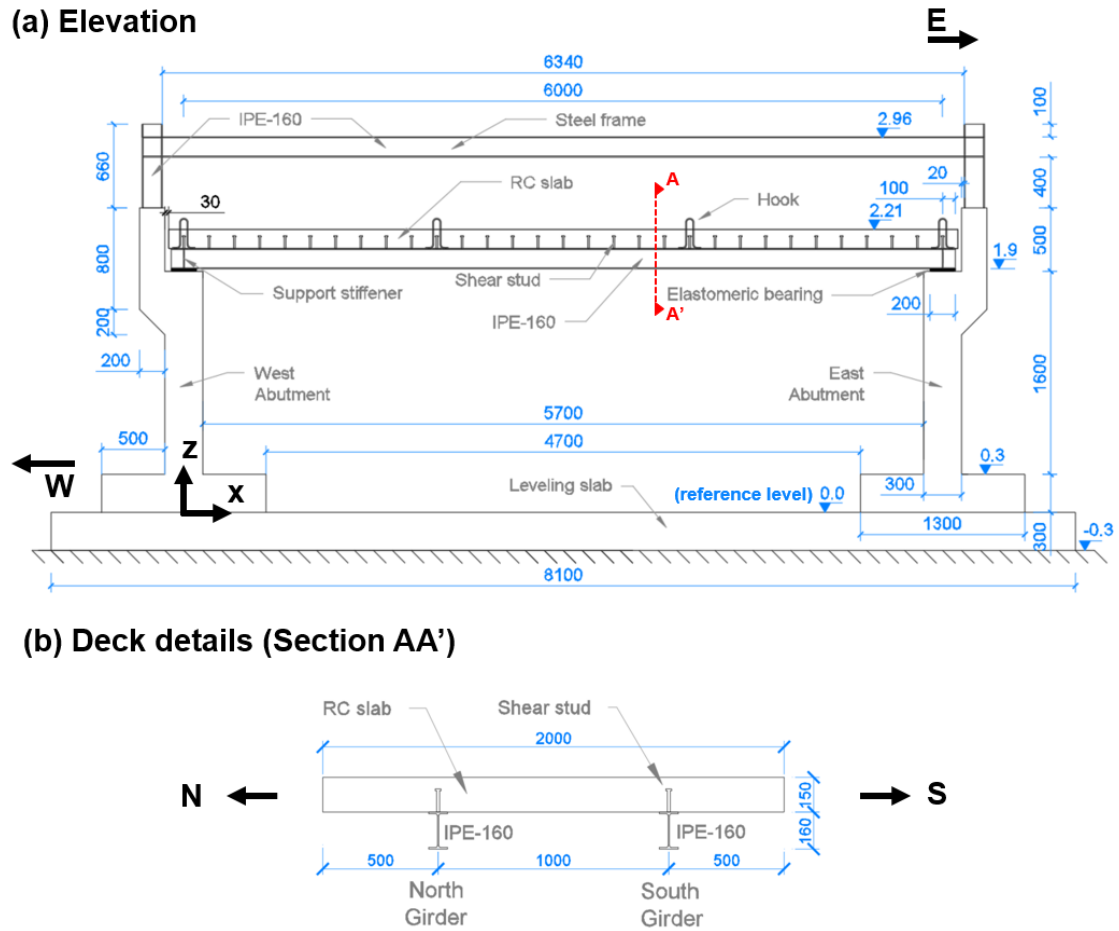 (a) Elevation
E
6340
6000
100
IPE-160
Steel frame
2.96
660
RC slab
A
20
30
Hook
100
400
2.21
500
800
1.9
Support stiffener
Shear stud
Elastomeric bearing
A'
IPE-160
200
200
200
West
Abutment
East
Abutment
1600
5700
500
4700
W
z
x
Leveling slab
(reference level)
0.0
0.3
300
1300
300
-0.3
8100
(b) Deck details (Section AA')
RC slab
Shear stud
2000
N
S
150
IPE-160
IPE-160
160
500
1000
500
North
Girder
South
Girder